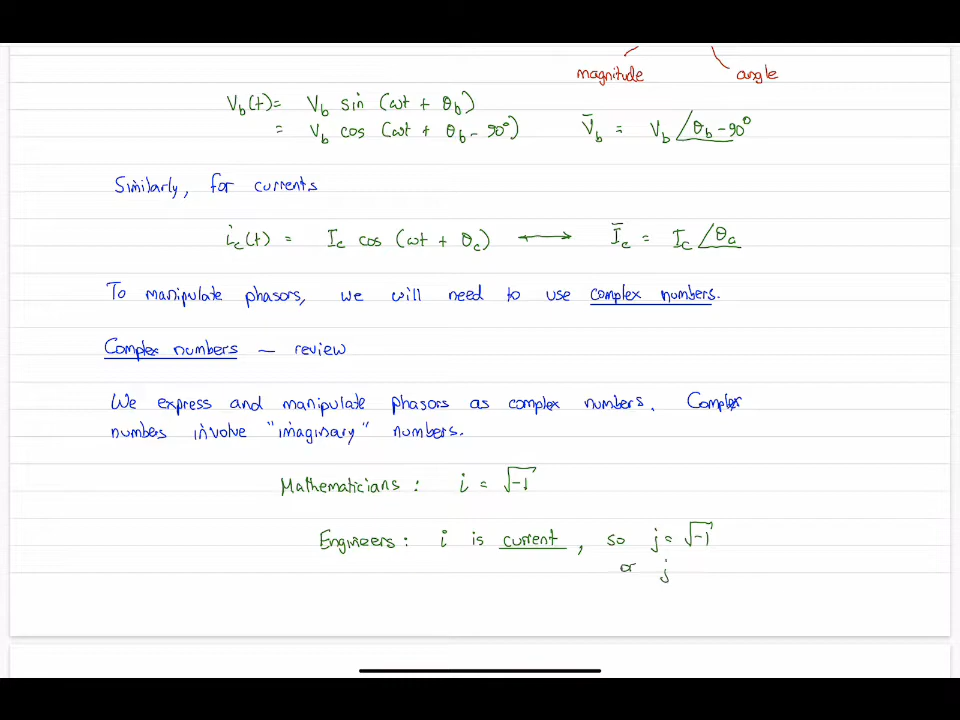 magnitude angle
V_b(t) = V_b sin (ωt + θ_b)
= V_b cos (ωt + θ_b - 90°) V̄_b = V_b ∠θ_b - 90°
Similarly, for currents
i_c(t) = I_c cos (ωt + θ_c) ⟷ Ī_c = I_c ∠θ_c
To manipulate phasors, we will need to use complex numbers.
Complex numbers – review
We express and manipulate phasors as complex numbers. Complex
numbers involve "imaginary" numbers.
Mathematicians: i = √-1
Engineers: i is current, so j = √-1
or j